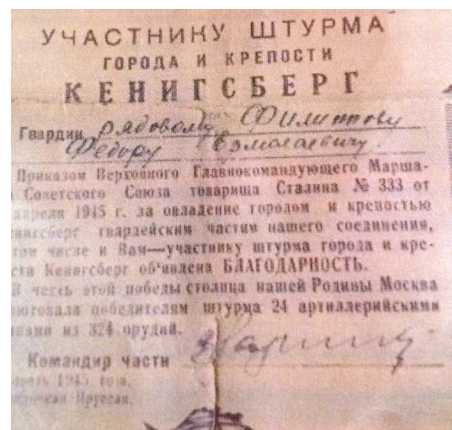 УЧАСТНИКУ ШТУРМА
ГОРОДА И КРЕПОСТИ
КЕНИГСБЕРГ
Гвардии рядовому Филиппову
Федору
Приказом Верховного Главнокомандующего Марша-
Советского Союза товарища Сталина № 333 от
апреля 1945 г. за овладение городом и крепостью
гвардейским частям нашего соединения,
том числе и Вам—участнику штурма города и кре-
Кенигсберг об'явлена БЛАГОДАРНОСТЬ.
В честь этой победы столица нашей Родины Москва
победителям штурма 24 артиллерийскими
из 324 орудий.
Командир части
1945 года,